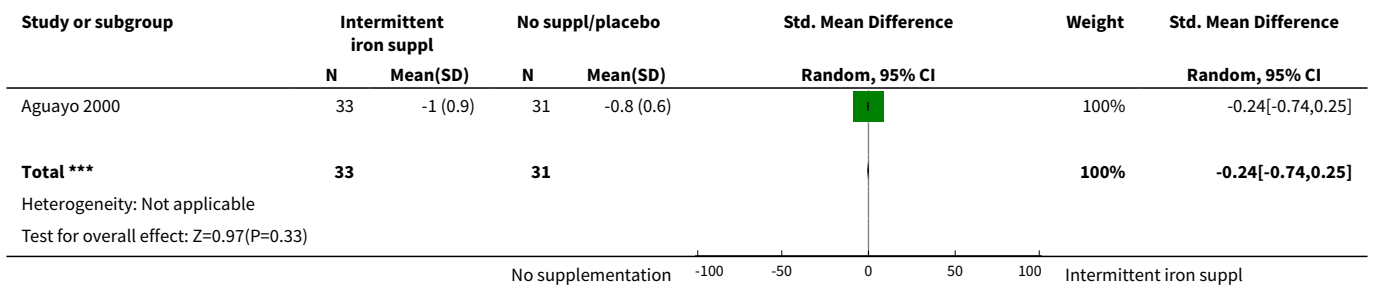 Study or subgroup Intermittent iron suppl No suppl/placebo Std. Mean Difference Weight Std. Mean Difference
N Mean(SD) N Mean(SD) Random, 95% CI Random, 95% CI
Aguayo 2000 33 -1 (0.9) 31 -0.8 (0.6) 100% -0.24[-0.74,0.25]
Total *** 33 31 100% -0.24[-0.74,0.25]
Heterogeneity: Not applicable
Test for overall effect: Z=0.97(P=0.33)
No supplementation -100 -50 0 50 100 Intermittent iron suppl